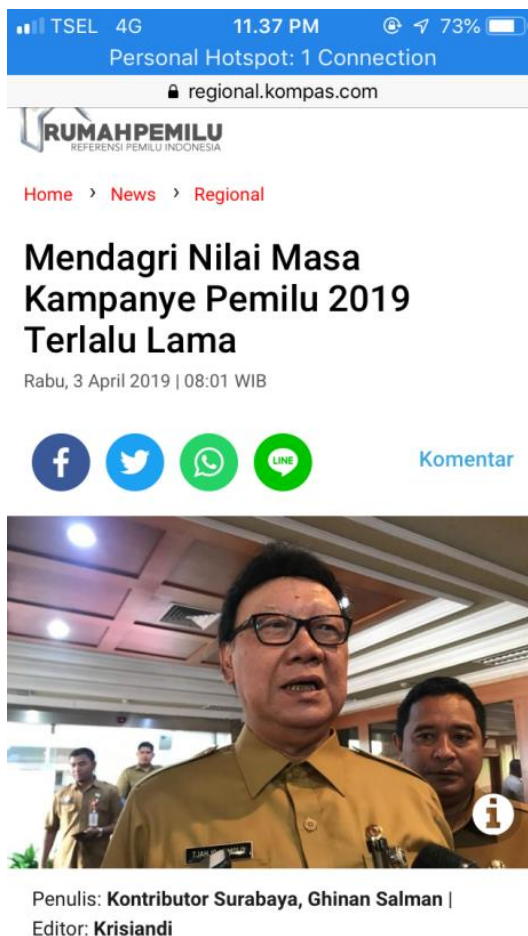 TSEL 4G 11.37 PM 73%
Personal Hotspot: 1 Connection
regional.kompas.com
RUMAHPEMILU
REFERENSI PEMILU INDONESIA
Home › News › Regional
Mendagri Nilai Masa
Kampanye Pemilu 2019
Terlalu Lama
Rabu, 3 April 2019 | 08:01 WIB
f LINE Komentar
i
Penulis: Kontributor Surabaya, Ghinan Salman |
Editor: Krisiandi